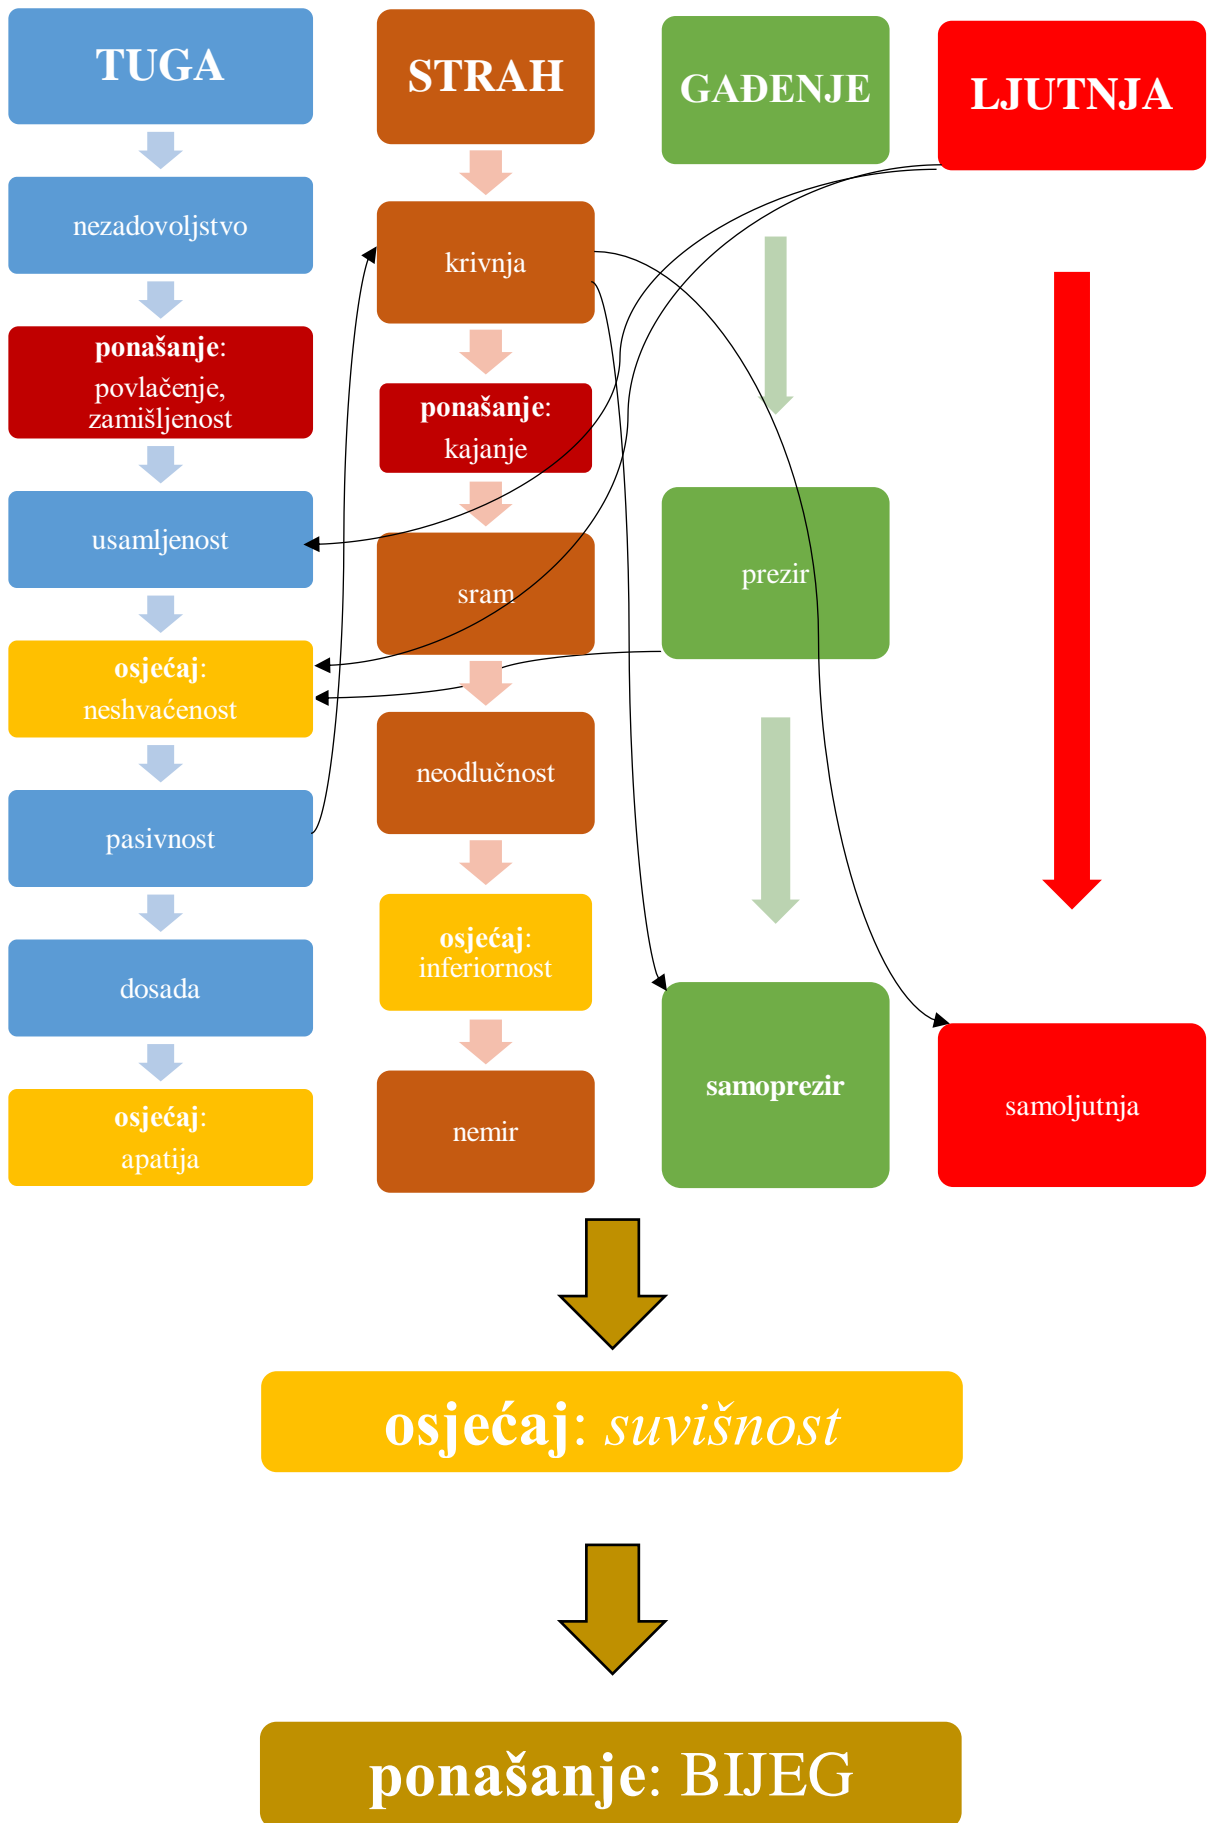 TUGA
nezadovoljstvo
ponašanje:
povlačenje,
zamišljenost
usamljenost
osjećaj:
neshvaćenost
pasivnost
dosada
osjećaj:
apatija
STRAH
krivnja
ponašanje:
kajanje
sram
neodlučnost
osjećaj:
inferiornost
nemir
GAĐENJE
prezir
samoprezir
LJUTNJA
samoljutnja
osjećaj: suvišnost
ponašanje: BIJEG